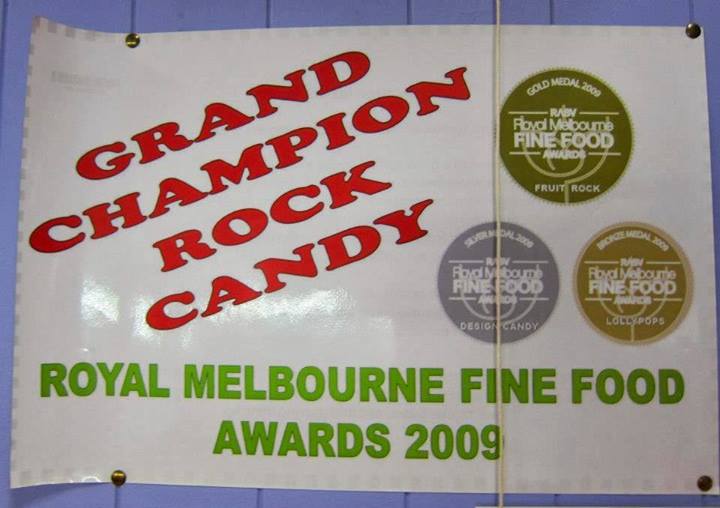 GRAND
CHAMPION
ROCK
CANDY
GOLD MEDAL 2009
RASV
Royal Melbourne
FINE FOOD
AWARDS
FRUIT ROCK
SILVER MEDAL 2009
RASV
Royal Melbourne
FINE FOOD
AWARDS
DESIGN CANDY
BRONZE MEDAL 2009
RASV
Royal Melbourne
FINE FOOD
AWARDS
LOLLYPOPS
ROYAL MELBOURNE FINE FOOD
AWARDS 2009